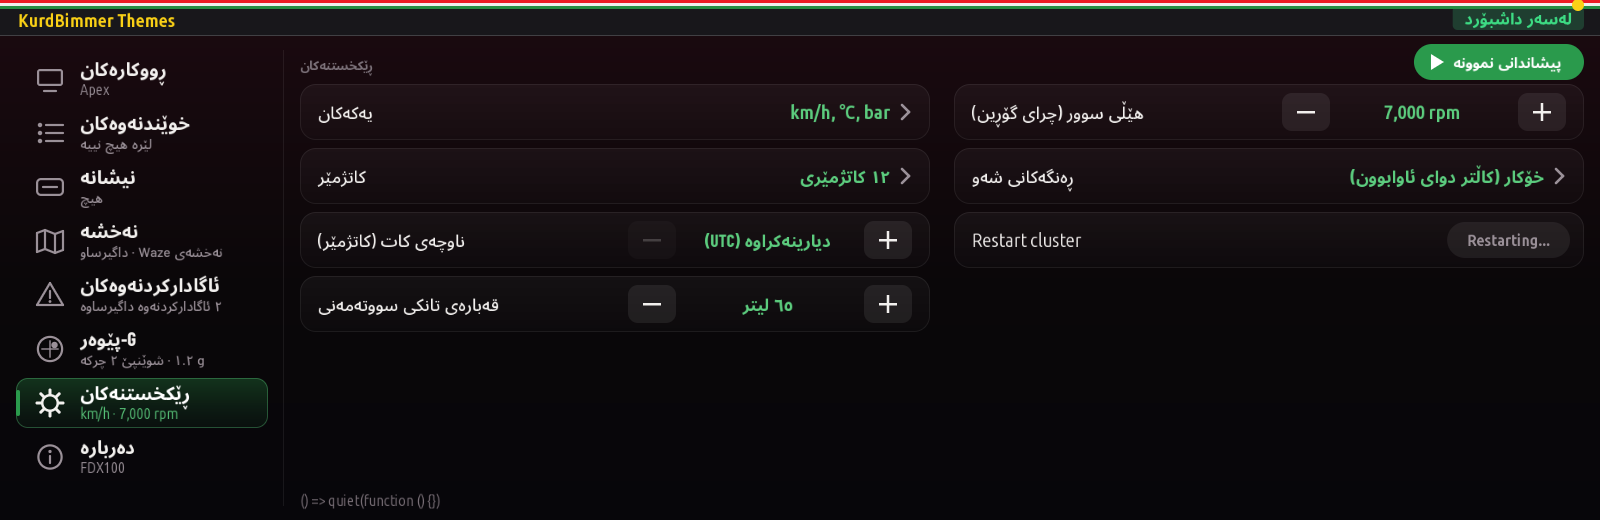 KurdBimmer Themes
لەسەر داشبۆرد
ڕووکارەکان
Apex
خوێندنەوەکان
لێرە هیچ نییە
نیشانە
هیچ
نەخشە
نەخشەی Waze · داگیرساو
ئاگادارکردنەوەکان
٢ ئاگادارکردنەوە داگیرساوە
G-پێوەر
١.٢ g · شوێنپێ ٢ چرکە
ڕێکخستنەکان
km/h · 7,000 rpm
دەربارە
FDX100
ڕێکخستنەکان
پیشاندانی نموونە
یەکەکان
km/h, °C, bar
هێڵی سوور (چرای گۆڕین)
7,000 rpm
کاتژمێر
١٢ کاتژمێری
ڕەنگەکانی شەو
خۆکار (کاڵتر دوای ئاوابوون)
ناوچەی کات (کاتژمێر)
دیارینەکراوە (UTC)
Restart cluster
Restarting...
قەبارەی تانکی سووتەمەنی
٦٥ لیتر
() => quiet(function () {})